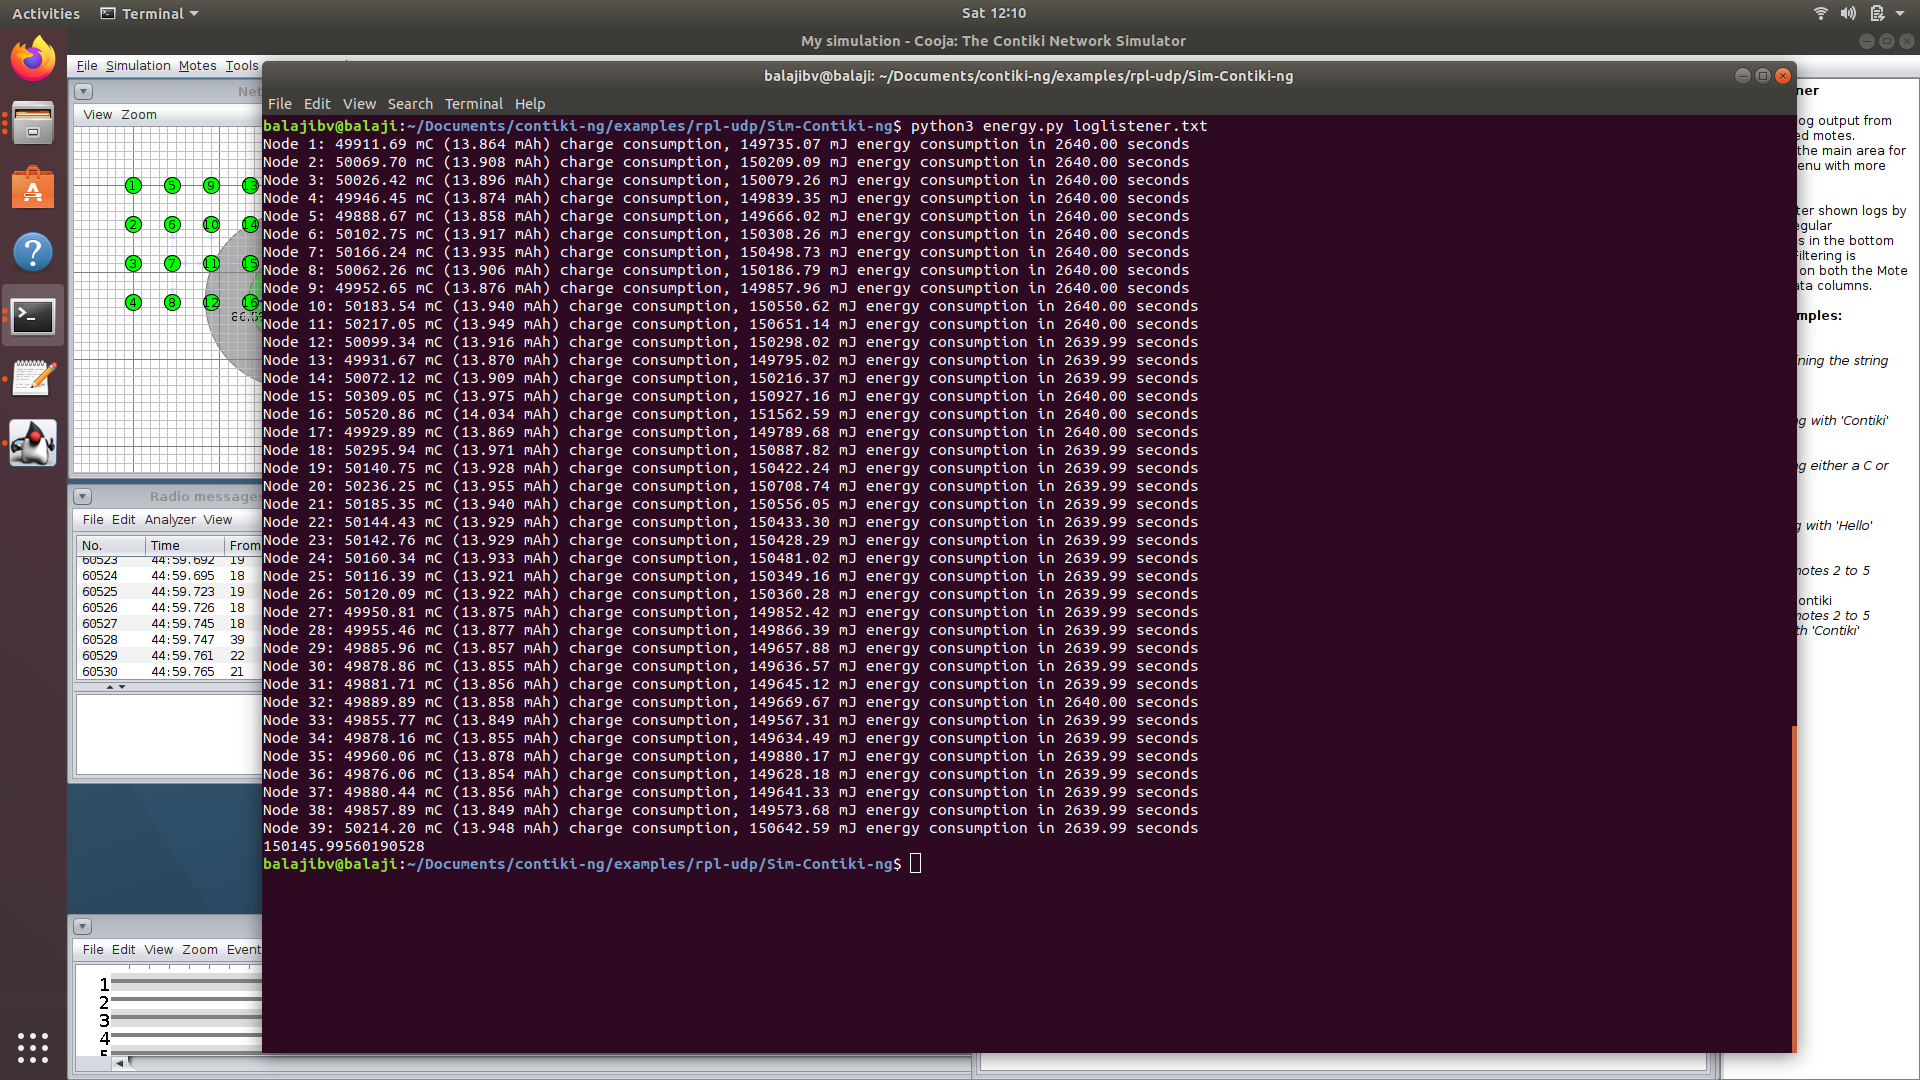 Activities
Terminal
Sat 12:10
My simulation - Cooja: The Contiki Network Simulator
File Simulation Motes Tools
balajibv@balaji: ~/Documents/contiki-ng/examples/rpl-udp/Sim-Contiki-ng
File Edit View Search Terminal Help
balajibv@balaji:~/Documents/contiki-ng/examples/rpl-udp/Sim-Contiki-ng$ python3 energy.py loglistener.txt
Node 1: 49911.69 mC (13.864 mAh) charge consumption, 149735.07 mJ energy consumption in 2640.00 seconds
Node 2: 50069.70 mC (13.908 mAh) charge consumption, 150209.09 mJ energy consumption in 2640.00 seconds
Node 3: 50026.42 mC (13.896 mAh) charge consumption, 150079.26 mJ energy consumption in 2640.00 seconds
Node 4: 49946.45 mC (13.874 mAh) charge consumption, 149839.35 mJ energy consumption in 2640.00 seconds
Node 5: 49888.67 mC (13.858 mAh) charge consumption, 149666.02 mJ energy consumption in 2640.00 seconds
Node 6: 50102.75 mC (13.917 mAh) charge consumption, 150308.26 mJ energy consumption in 2640.00 seconds
Node 7: 50166.24 mC (13.935 mAh) charge consumption, 150498.73 mJ energy consumption in 2640.00 seconds
Node 8: 50062.26 mC (13.906 mAh) charge consumption, 150186.79 mJ energy consumption in 2640.00 seconds
Node 9: 49952.65 mC (13.876 mAh) charge consumption, 149857.96 mJ energy consumption in 2640.00 seconds
Node 10: 50183.54 mC (13.940 mAh) charge consumption, 150550.62 mJ energy consumption in 2640.00 seconds
Node 11: 50217.05 mC (13.949 mAh) charge consumption, 150651.14 mJ energy consumption in 2640.00 seconds
Node 12: 50099.34 mC (13.916 mAh) charge consumption, 150298.02 mJ energy consumption in 2639.99 seconds
Node 13: 49931.67 mC (13.870 mAh) charge consumption, 149795.02 mJ energy consumption in 2639.99 seconds
Node 14: 50072.12 mC (13.909 mAh) charge consumption, 150216.37 mJ energy consumption in 2639.99 seconds
Node 15: 50309.05 mC (13.975 mAh) charge consumption, 150927.16 mJ energy consumption in 2640.00 seconds
Node 16: 50520.86 mC (14.034 mAh) charge consumption, 151562.59 mJ energy consumption in 2640.00 seconds
Node 17: 49929.89 mC (13.869 mAh) charge consumption, 149789.68 mJ energy consumption in 2640.00 seconds
Node 18: 50295.94 mC (13.971 mAh) charge consumption, 150887.82 mJ energy consumption in 2639.99 seconds
Node 19: 50140.75 mC (13.928 mAh) charge consumption, 150422.24 mJ energy consumption in 2639.99 seconds
Node 20: 50236.25 mC (13.955 mAh) charge consumption, 150708.74 mJ energy consumption in 2639.99 seconds
Node 21: 50185.35 mC (13.940 mAh) charge consumption, 150556.05 mJ energy consumption in 2639.99 seconds
Node 22: 50144.43 mC (13.929 mAh) charge consumption, 150433.30 mJ energy consumption in 2639.99 seconds
Node 23: 50142.76 mC (13.929 mAh) charge consumption, 150428.29 mJ energy consumption in 2639.99 seconds
Node 24: 50160.34 mC (13.933 mAh) charge consumption, 150481.02 mJ energy consumption in 2639.99 seconds
Node 25: 50116.39 mC (13.921 mAh) charge consumption, 150349.16 mJ energy consumption in 2639.99 seconds
Node 26: 50120.09 mC (13.922 mAh) charge consumption, 150360.28 mJ energy consumption in 2639.99 seconds
Node 27: 49950.81 mC (13.875 mAh) charge consumption, 149852.42 mJ energy consumption in 2639.99 seconds
Node 28: 49955.46 mC (13.877 mAh) charge consumption, 149866.39 mJ energy consumption in 2639.99 seconds
Node 29: 49885.96 mC (13.857 mAh) charge consumption, 149657.88 mJ energy consumption in 2639.99 seconds
Node 30: 49878.86 mC (13.855 mAh) charge consumption, 149636.57 mJ energy consumption in 2639.99 seconds
Node 31: 49881.71 mC (13.856 mAh) charge consumption, 149645.12 mJ energy consumption in 2639.99 seconds
Node 32: 49889.89 mC (13.858 mAh) charge consumption, 149669.67 mJ energy consumption in 2640.00 seconds
Node 33: 49855.77 mC (13.849 mAh) charge consumption, 149567.31 mJ energy consumption in 2639.99 seconds
Node 34: 49878.16 mC (13.855 mAh) charge consumption, 149634.49 mJ energy consumption in 2639.99 seconds
Node 35: 49960.06 mC (13.878 mAh) charge consumption, 149880.17 mJ energy consumption in 2639.99 seconds
Node 36: 49876.06 mC (13.854 mAh) charge consumption, 149628.18 mJ energy consumption in 2639.99 seconds
Node 37: 49880.44 mC (13.856 mAh) charge consumption, 149641.33 mJ energy consumption in 2639.99 seconds
Node 38: 49857.89 mC (13.849 mAh) charge consumption, 149573.68 mJ energy consumption in 2639.99 seconds
Node 39: 50214.20 mC (13.948 mAh) charge consumption, 150642.59 mJ energy consumption in 2639.99 seconds
150145.99560190528
balajibv@balaji:~/Documents/contiki-ng/examples/rpl-udp/Sim-Contiki-ng$
Net
View Zoom
1 5 9 13
2 6 10 14
3 7 11 15
4 8 12 16
Radio messages
File Edit Analyzer View
No. Time From
60523 44:59.692 19
60524 44:59.695 18
60525 44:59.723 19
60526 44:59.726 18
60527 44:59.745 18
60528 44:59.747 39
60529 44:59.761 22
60530 44:59.765 21
File Edit View Zoom Event
1
2
3
4
5
ner
og output from
ed motes.
the main area for
enu with more
ter shown logs by
egular
s in the bottom
Filtering is
on both the Mote
ata columns.
mples:
ining the string
ng with 'Contiki'
ng either a C or
g with 'Hello'
motes 2 to 5
ontiki
motes 2 to 5
th 'Contiki'